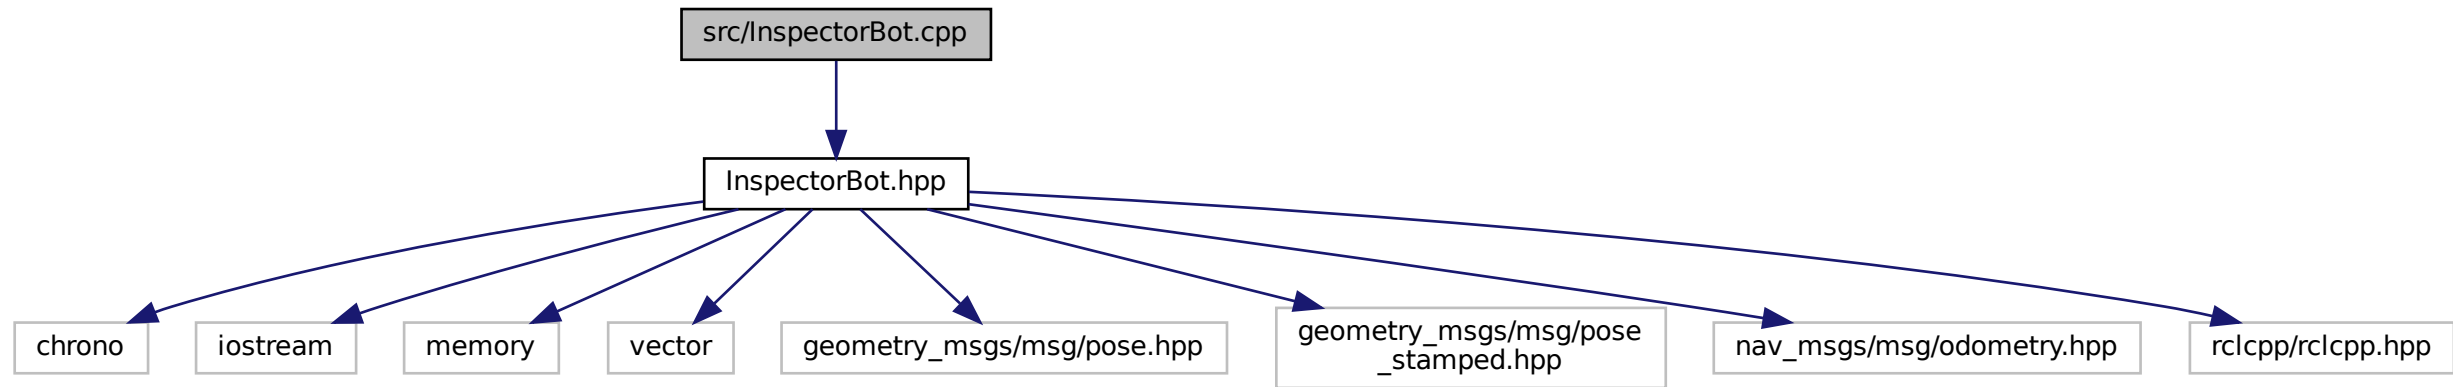 src/InspectorBot.cpp
InspectorBot.hpp
chrono
iostream
memory
vector
geometry_msgs/msg/pose.hpp
geometry_msgs/msg/pose
_stamped.hpp
nav_msgs/msg/odometry.hpp
rclcpp/rclcpp.hpp